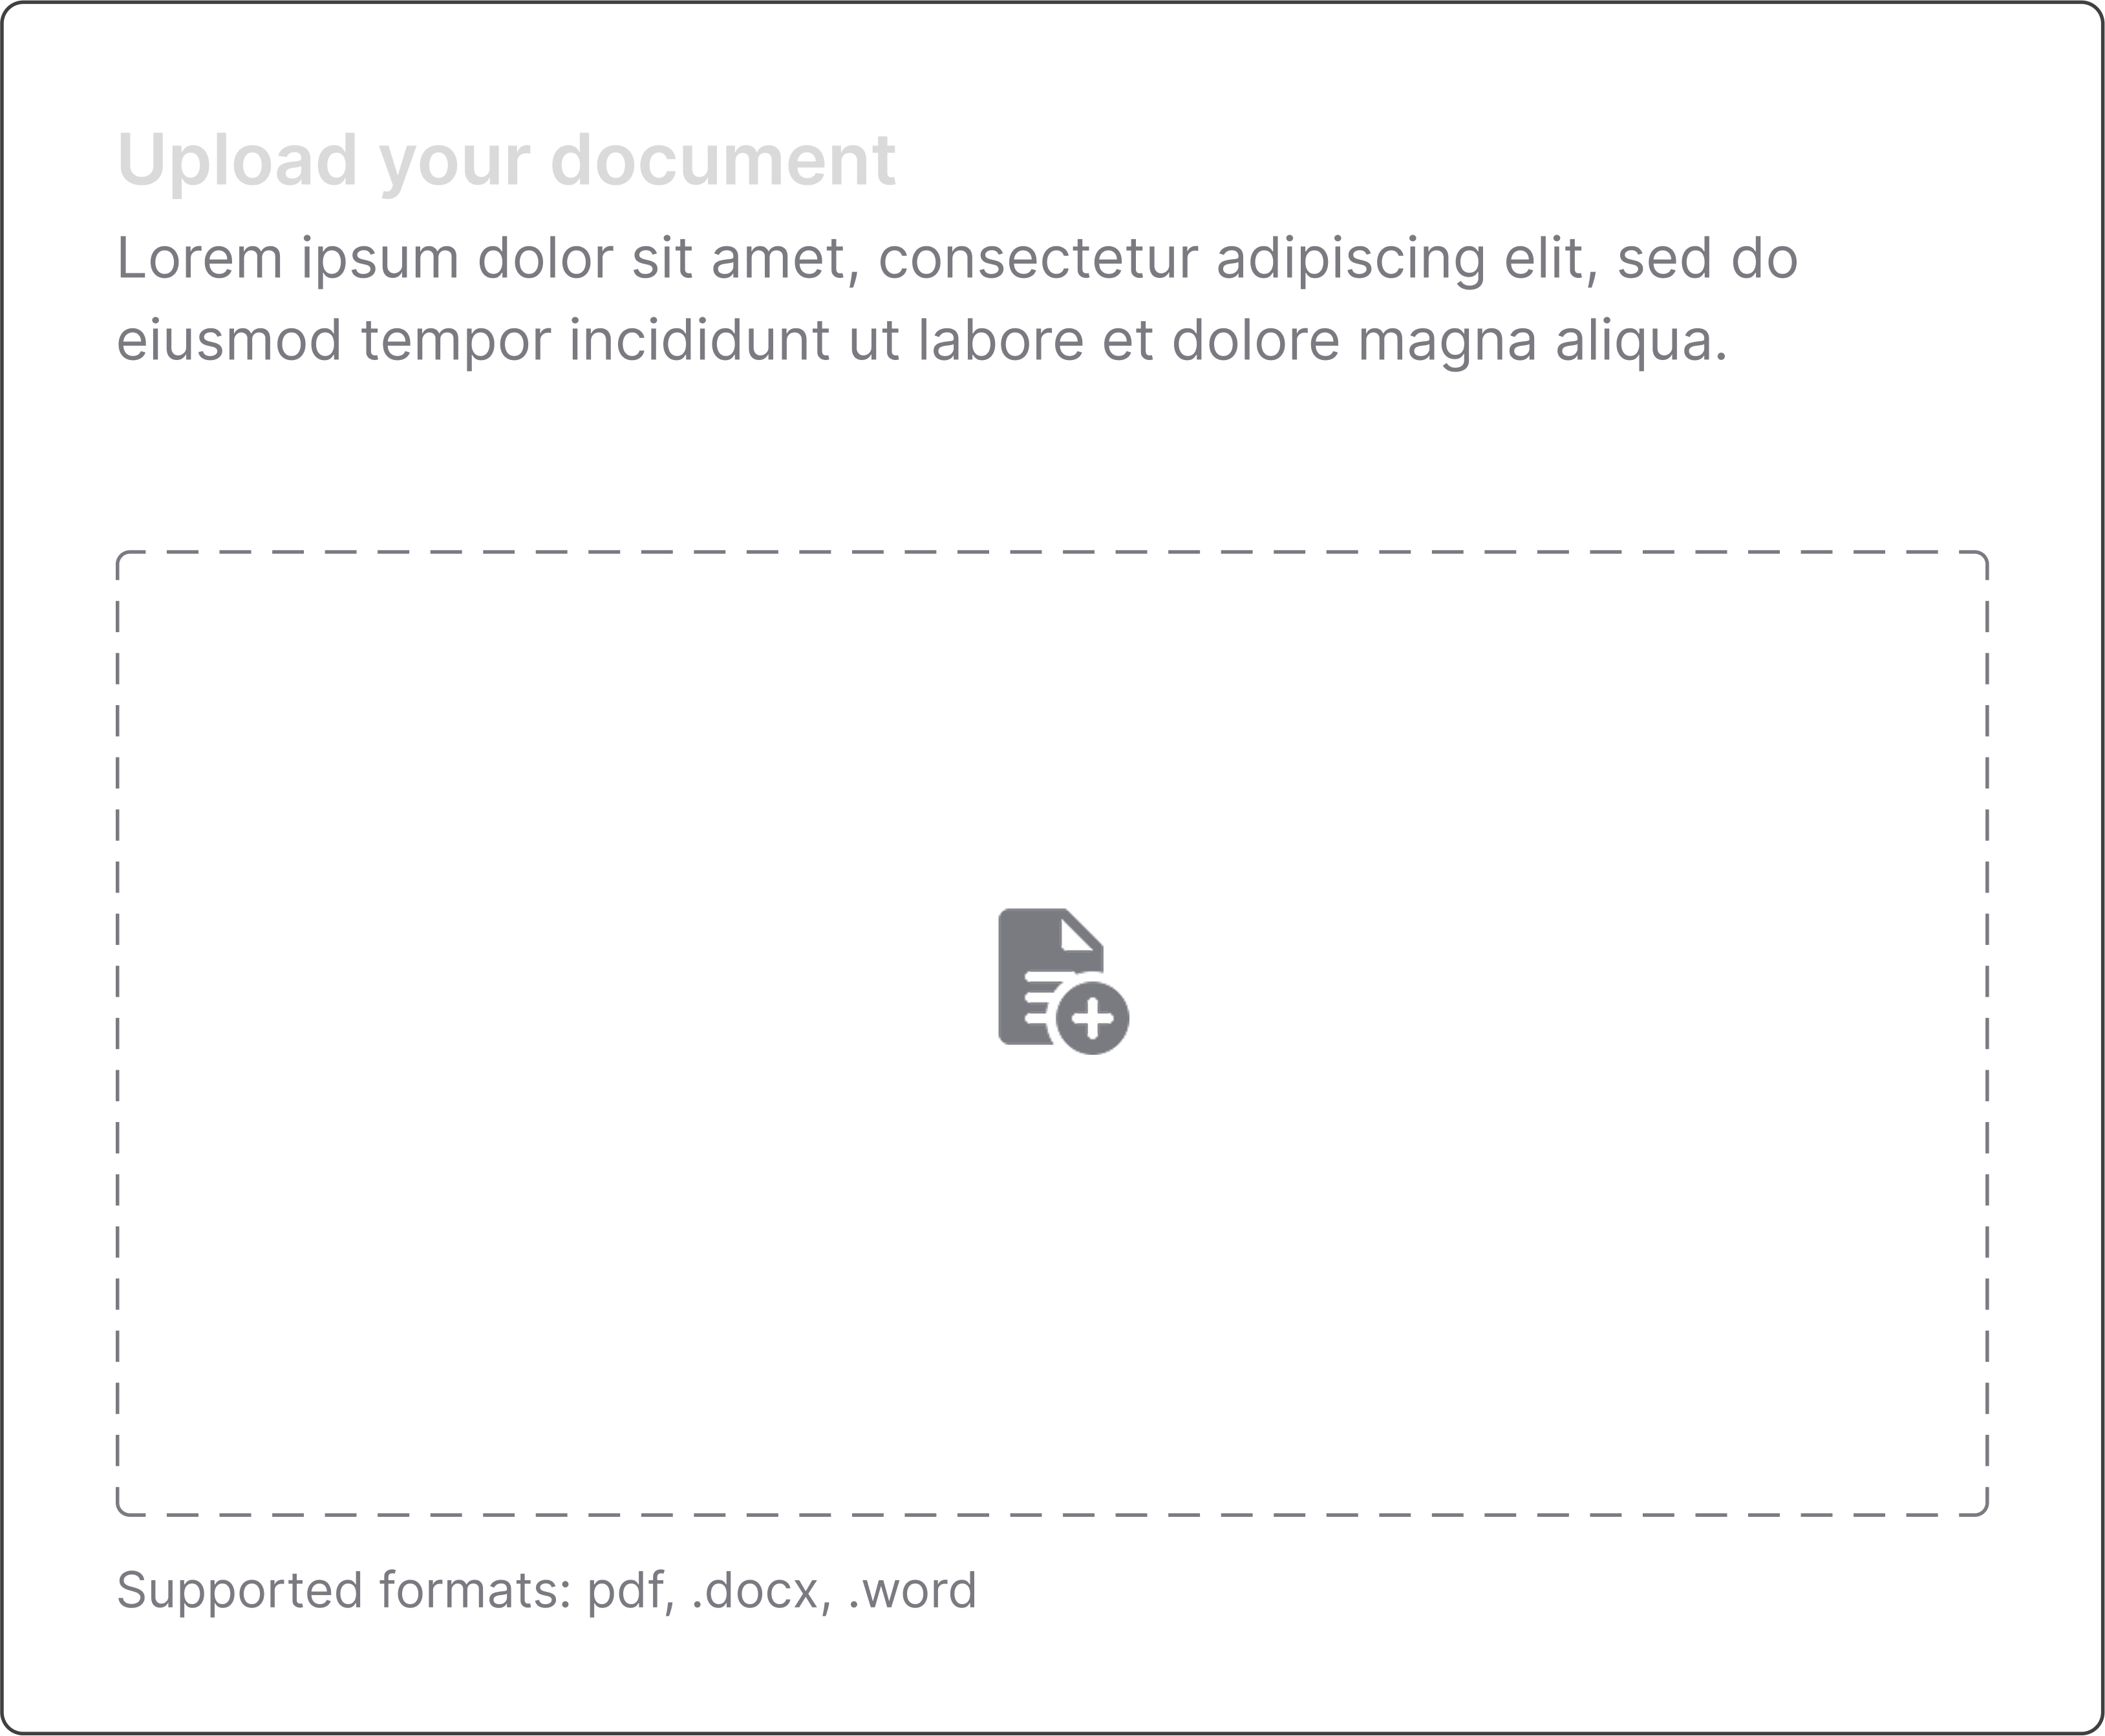 Upload your document
Lorem ipsum dolor sit amet, consectetur adipiscing elit, sed do
eiusmod tempor incididunt ut labore et dolore magna aliqua.
Supported formats: pdf, .docx, .word